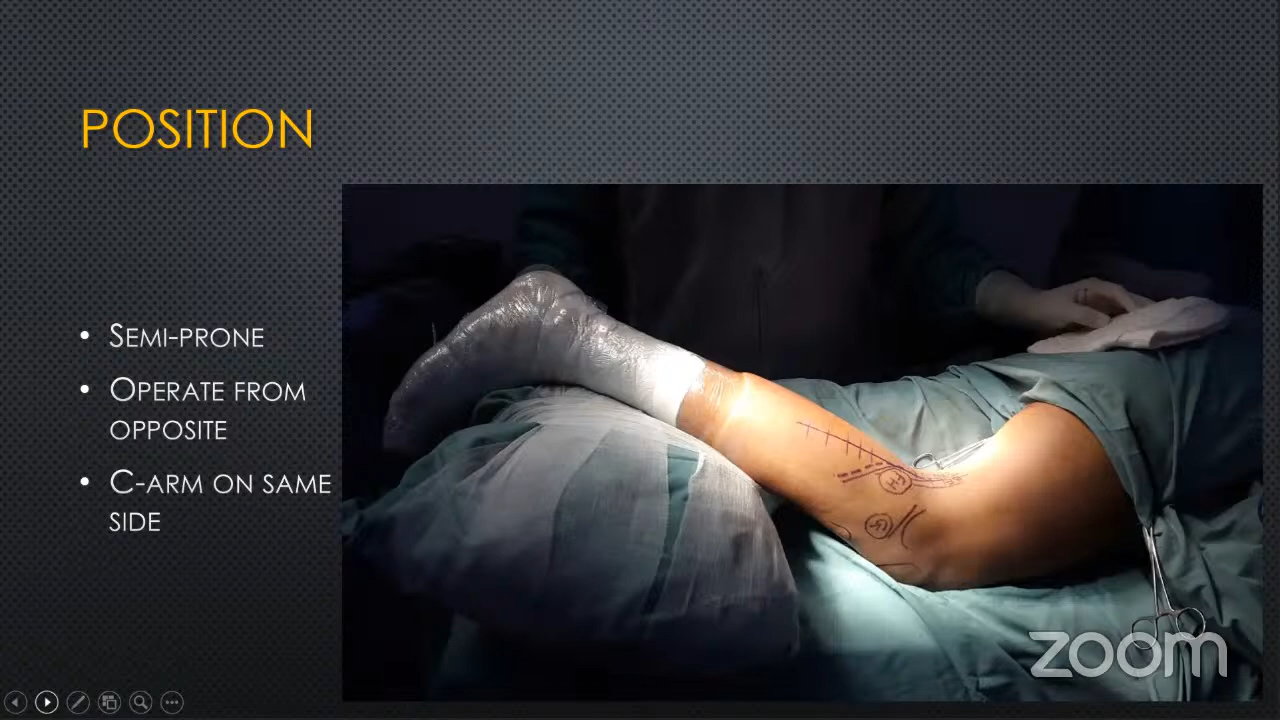 POSITION
• SEMI-PRONE
• OPERATE FROM
OPPOSITE
• C-ARM ON SAME
SIDE
zoom